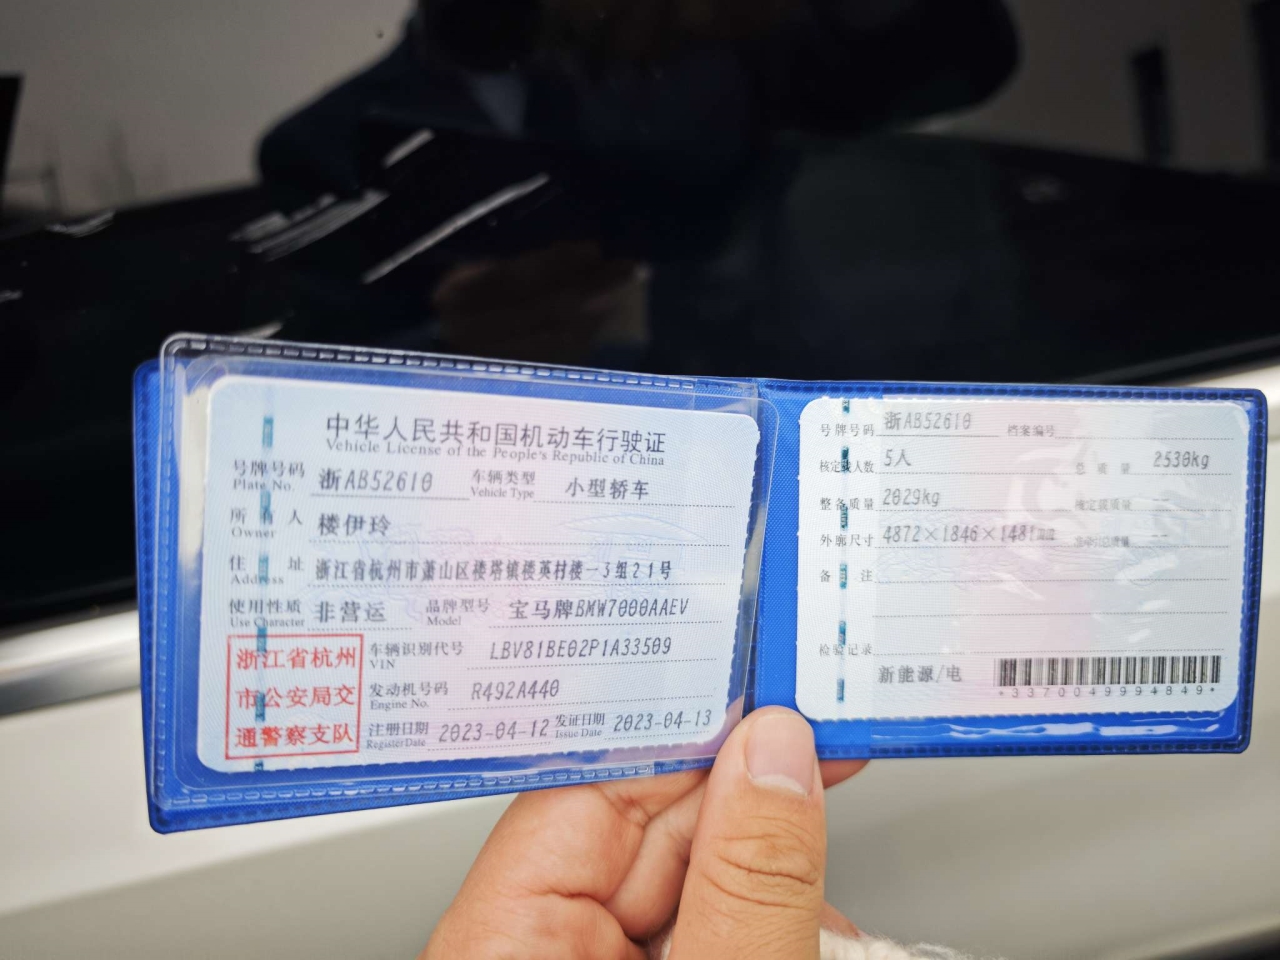 中华人民共和国机动车行驶证
Vehicle License of the People's Republic of China
号牌号码 浙AB52610 车辆类型 小型轿车
Plate No. Vehicle Type
所有人 楼伊玲
Owner
住址 浙江省杭州市萧山区楼塔镇楼英村楼一3组21号
Address
使用性质 非营运 品牌型号 宝马牌BMW7000AAEV
Use Character Model
浙江省杭州
市公安局交
通警察支队
车辆识别代号 LBV81BE02P1A33509
VIN
发动机号码 R492A440
Engine No.
注册日期 2023-04-12 发证日期 2023-04-13
Register Date Issue Date
号牌号码 浙AB52610 档案编号
核定载人数 5人 总质量 2530kg
整备质量 2029kg 核定载质量 --
外廓尺寸 4872×1846×1481mm --
备注
检验记录
新能源/电
*3370049994849*